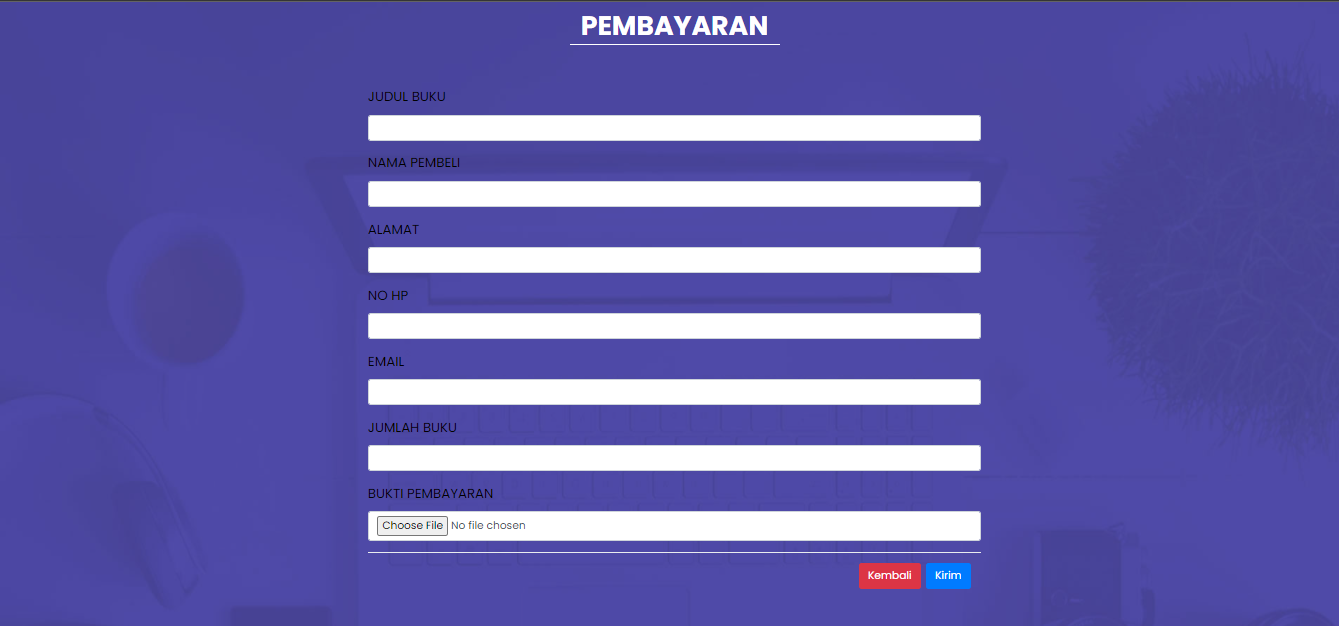 PEMBAYARAN
JUDUL BUKU
NAMA PEMBELI
ALAMAT
NO HP
EMAIL
JUMLAH BUKU
BUKTI PEMBAYARAN
Choose File No file chosen
Kembali Kirim